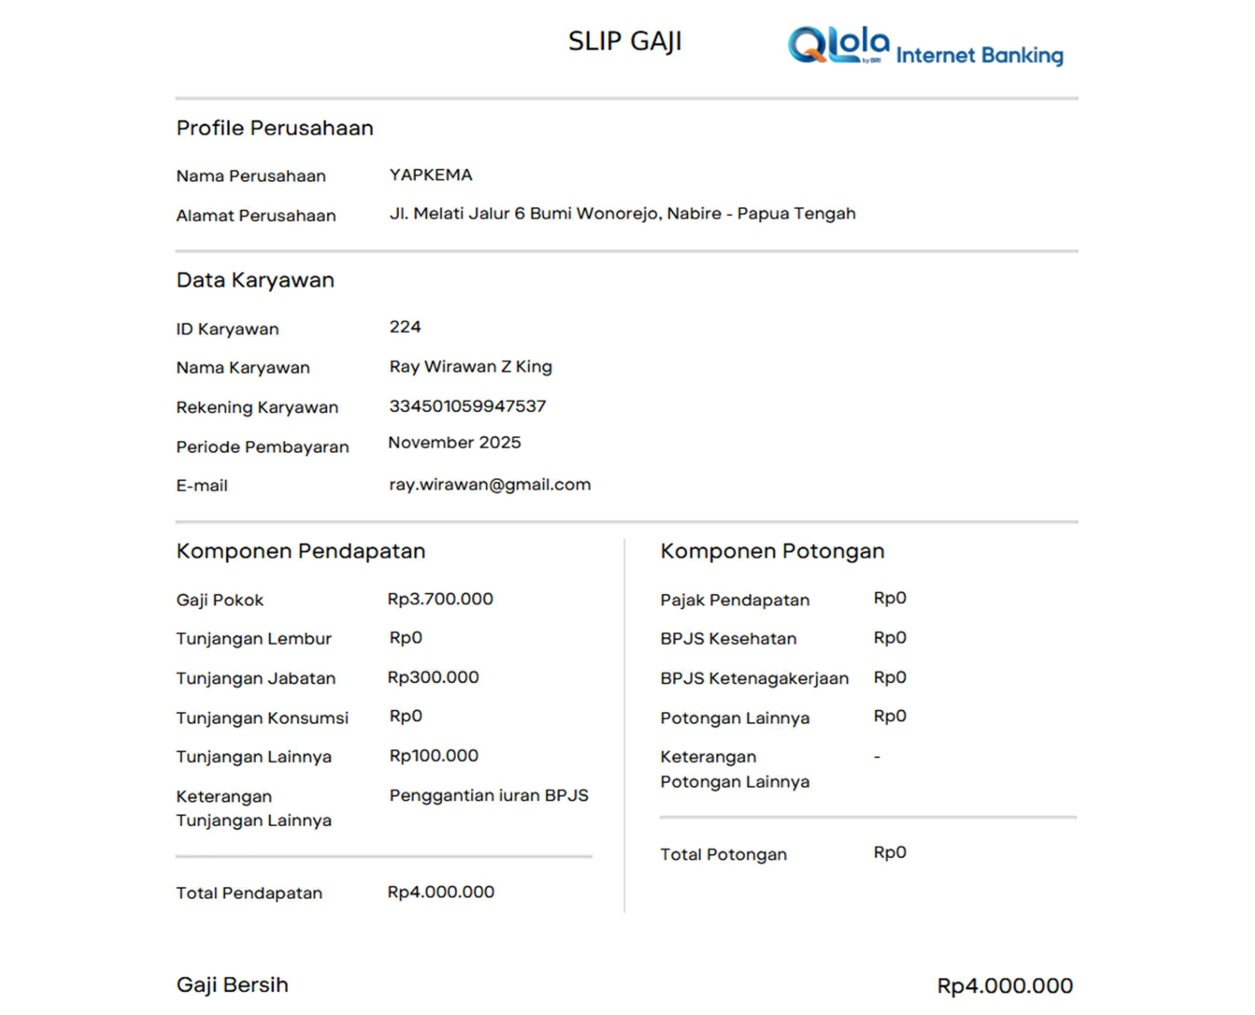 SLIP GAJI
QLola by BRI Internet Banking
Profile Perusahaan
Nama Perusahaan YAPKEMA
Alamat Perusahaan Jl. Melati Jalur 6 Bumi Wonorejo, Nabire - Papua Tengah
Data Karyawan
ID Karyawan 224
Nama Karyawan Ray Wirawan Z King
Rekening Karyawan 334501059947537
Periode Pembayaran November 2025
E-mail ray.wirawan@gmail.com
Komponen Pendapatan
Gaji Pokok Rp3.700.000
Tunjangan Lembur Rp0
Tunjangan Jabatan Rp300.000
Tunjangan Konsumsi Rp0
Tunjangan Lainnya Rp100.000
Keterangan Penggantian iuran BPJS
Tunjangan Lainnya
Total Pendapatan Rp4.000.000
Komponen Potongan
Pajak Pendapatan Rp0
BPJS Kesehatan Rp0
BPJS Ketenagakerjaan Rp0
Potongan Lainnya Rp0
Keterangan -
Potongan Lainnya
Total Potongan Rp0
Gaji Bersih Rp4.000.000